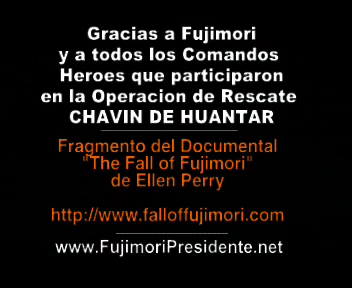 Gracias a Fujimori
y a todos los Comandos
Heroes que participaron
en la Operacion de Rescate
CHAVIN DE HUANTAR
Fragmento del Documental
"The Fall of Fujimori"
de Ellen Perry
http://www.falloffujimori.com
www.FujimoriPresidente.net